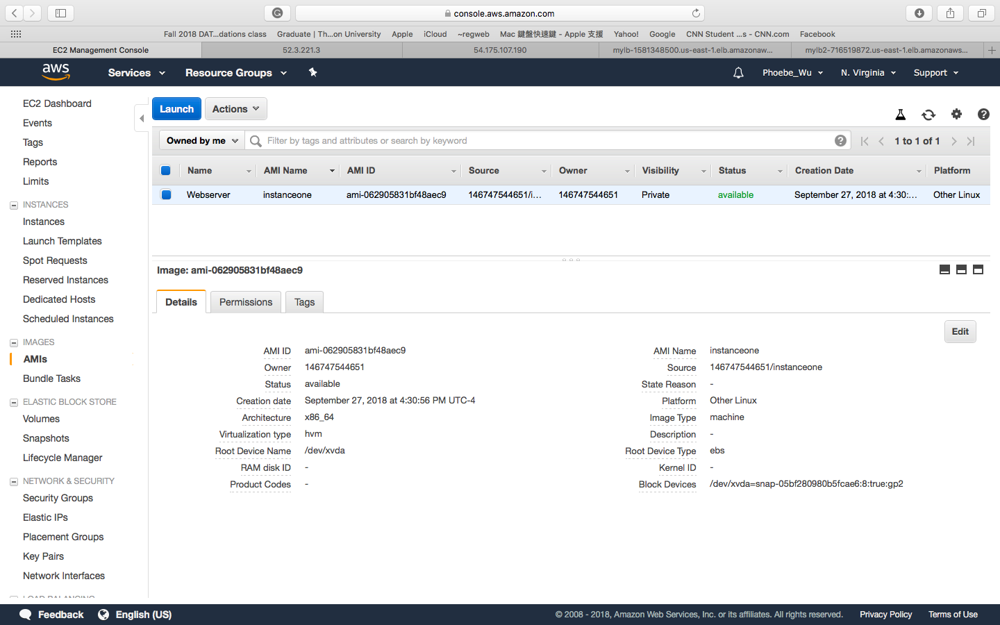 console.aws.amazon.com
Fall 2018 DAT...dations class Graduate | Th...on University Apple iCloud ~regweb Mac 鍵盤快速鍵 - Apple 支援 Yahoo! Google CNN Student ...s - CNN.com Facebook
EC2 Management Console 52.3.221.3 54.175.107.190 mylb-1581348500.us-east-1.elb.amazonaw... mylb2-716519872.us-east-1.elb.amazonaws...
aws Services Resource Groups Phoebe_Wu N. Virginia Support
EC2 Dashboard
Events
Tags
Reports
Limits
INSTANCES
Instances
Launch Templates
Spot Requests
Reserved Instances
Dedicated Hosts
Scheduled Instances
IMAGES
AMIs
Bundle Tasks
ELASTIC BLOCK STORE
Volumes
Snapshots
Lifecycle Manager
NETWORK & SECURITY
Security Groups
Elastic IPs
Placement Groups
Key Pairs
Network Interfaces
LOAD BALANCING
Launch Actions
Owned by me Filter by tags and attributes or search by keyword 1 to 1 of 1
Name AMI Name AMI ID Source Owner Visibility Status Creation Date Platform
Webserver instanceone ami-062905831bf48aec9 146747544651/i... 146747544651 Private available September 27, 2018 at 4:30:... Other Linux
Image: ami-062905831bf48aec9
Details Permissions Tags
Edit
AMI ID ami-062905831bf48aec9 AMI Name instanceone
Owner 146747544651 Source 146747544651/instanceone
Status available State Reason -
Creation date September 27, 2018 at 4:30:56 PM UTC-4 Platform Other Linux
Architecture x86_64 Image Type machine
Virtualization type hvm Description -
Root Device Name /dev/xvda Root Device Type ebs
RAM disk ID - Kernel ID -
Product Codes - Block Devices /dev/xvda=snap-05bf280980b5fcae6:8:true:gp2
Feedback English (US) © 2008 - 2018, Amazon Web Services, Inc. or its affiliates. All rights reserved. Privacy Policy Terms of Use